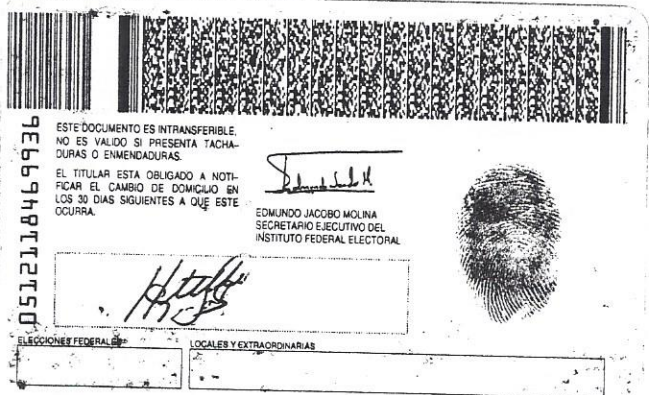 0512118469936
ESTE DOCUMENTO ES INTRANSFERIBLE,
NO ES VALIDO SI PRESENTA TACHA-
DURAS O ENMENDADURAS.
EL TITULAR ESTA OBLIGADO A NOTI-
FICAR EL CAMBIO DE DOMICILIO EN
LOS 30 DIAS SIGUIENTES A QUE ESTE
OCURRA.
EDMUNDO JACOBO MOLINA
SECRETARIO EJECUTIVO DEL
INSTITUTO FEDERAL ELECTORAL
ELECCIONES FEDERALES
LOCALES Y EXTRAORDINARIAS